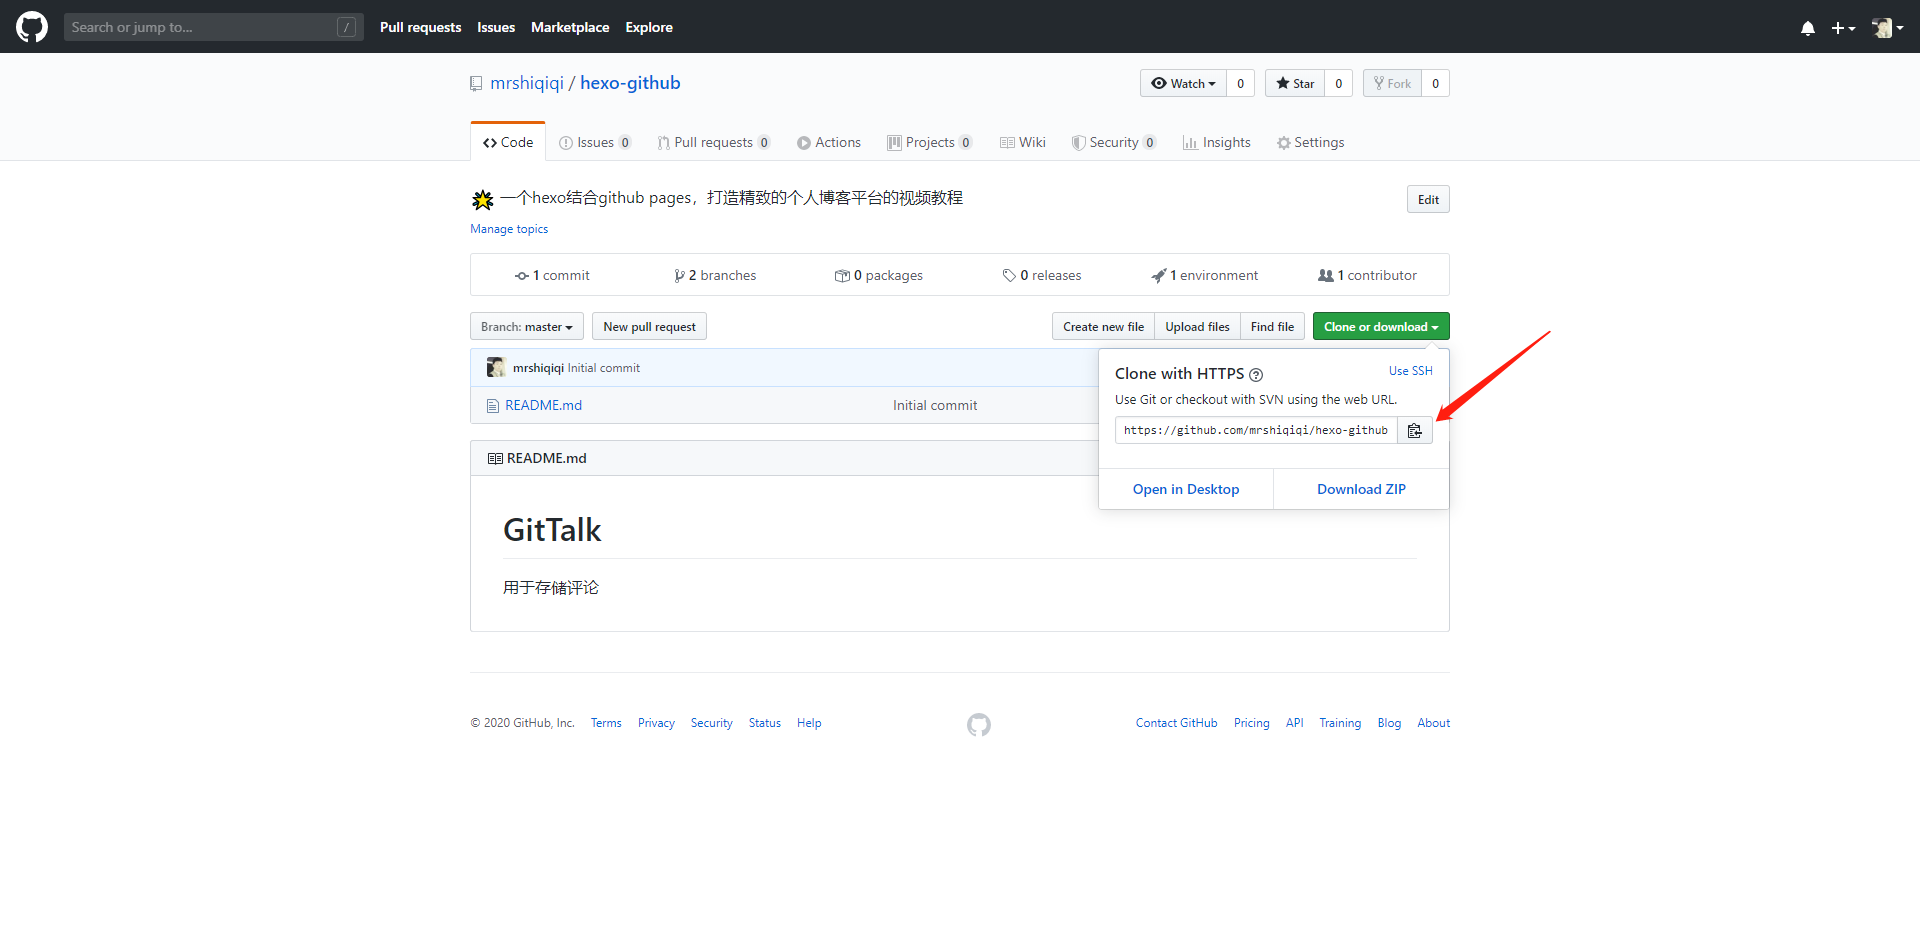 Search or jump to... /
Pull requests Issues Marketplace Explore
mrshiqiqi / hexo-github
Watch 0 Star 0 Fork 0
Code Issues 0 Pull requests 0 Actions Projects 0 Wiki Security 0 Insights Settings
一个hexo结合github pages，打造精致的个人博客平台的视频教程
Edit
Manage topics
1 commit 2 branches 0 packages 0 releases 1 environment 1 contributor
Branch: master New pull request Create new file Upload files Find file Clone or download
mrshiqiqi Initial commit
README.md Initial commit
Clone with HTTPS ? Use SSH
Use Git or checkout with SVN using the web URL.
https://github.com/mrshiqiqi/hexo-github
Open in Desktop Download ZIP
README.md
GitTalk
用于存储评论
© 2020 GitHub, Inc. Terms Privacy Security Status Help Contact GitHub Pricing API Training Blog About